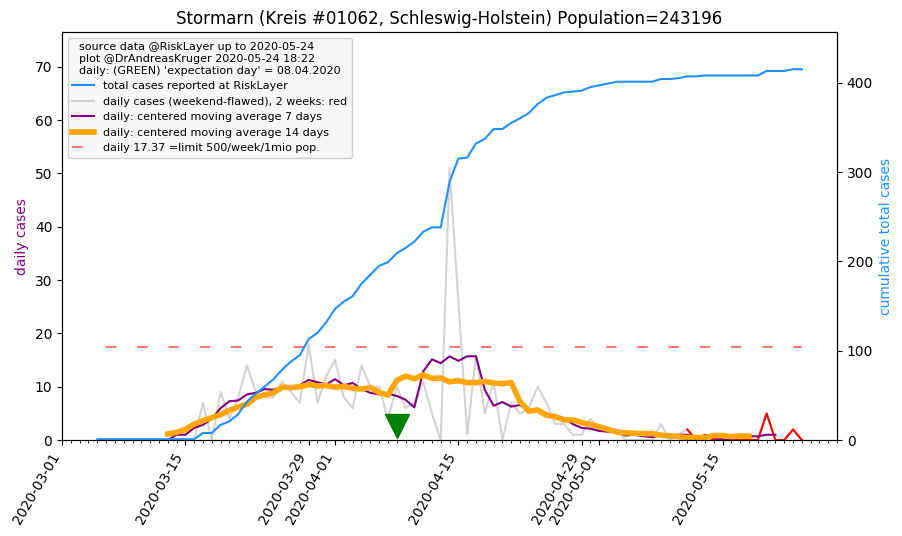 Stormarn (Kreis #01062, Schleswig-Holstein) Population=243196
source data @RiskLayer up to 2020-05-24
plot @DrAndreasKruger 2020-05-24 18:22
daily: (GREEN) 'expectation day' = 08.04.2020
total cases reported at RiskLayer
daily cases (weekend-flawed), 2 weeks: red
daily: centered moving average 7 days
daily: centered moving average 14 days
daily 17.37 =limit 500/week/1mio pop.
daily cases
70
60
50
40
30
20
10
0
cumulative total cases
400
300
200
100
0
2020-03-01
2020-03-15
2020-03-29
2020-04-01
2020-04-15
2020-04-29
2020-05-01
2020-05-15